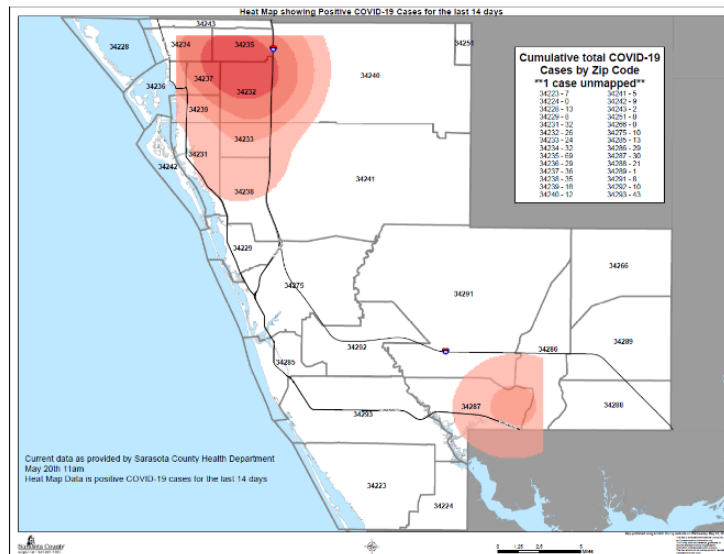 Heat Map showing Positive COVID-19 Cases for the last 14 days
34243
34228
34234
34235
34240
34236
34237
34232
34239
34233
34231
34242
34238
34241
34229
34275
34291
34266
34292
34286
34289
34285
34287
34288
34293
34223
34224
Cumulative total COVID-19
Cases by Zip Code
**1 case unmapped**
34223 - 7 34241 - 5
34224 - 0 34242 - 9
34228 - 13 34243 - 2
34229 - 8 34251 - 0
34231 - 32 34266 - 0
34232 - 26 34275 - 10
34233 - 24 34285 - 13
34234 - 32 34286 - 29
34235 - 69 34287 - 30
34236 - 29 34288 - 21
34237 - 36 34289 - 1
34238 - 35 34291 - 8
34239 - 18 34292 - 10
34240 - 12 34293 - 43
Current data as provided by Sarasota County Health Department
May 20th 11am
Heat Map Data is positive COVID-19 cases for the last 14 days
Sarasota County
Miles